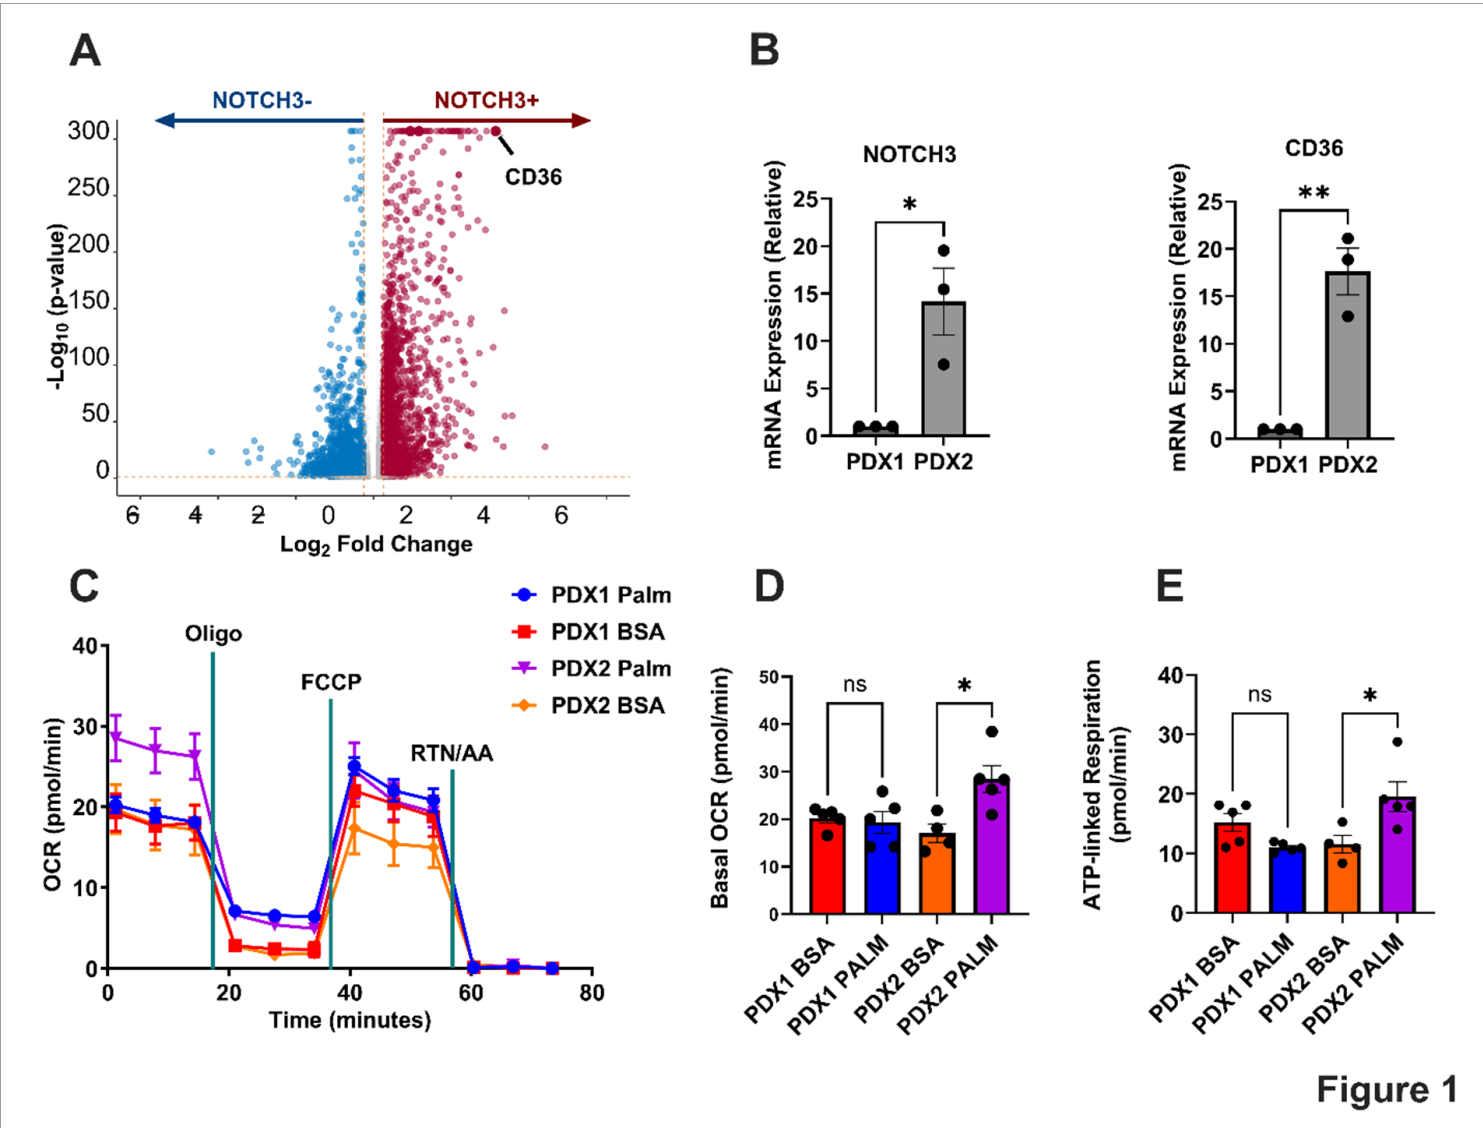 A
NOTCH3-
NOTCH3+
CD36
300
250
200
150
100
50
0
-Log10 (p-value)
6 4 2 0 2 4 6
Log2 Fold Change
B
NOTCH3
*
25
20
15
10
5
0
mRNA Expression (Relative)
PDX1 PDX2
CD36
**
25
20
15
10
5
0
mRNA Expression (Relative)
PDX1 PDX2
C
PDX1 Palm
PDX1 BSA
PDX2 Palm
PDX2 BSA
Oligo
FCCP
RTN/AA
40
30
20
10
0
OCR (pmol/min)
0 20 40 60 80
Time (minutes)
D
ns
*
50
40
30
20
10
0
Basal OCR (pmol/min)
PDX1 BSA
PDX1 PALM
PDX2 BSA
PDX2 PALM
E
ns
*
40
30
20
10
0
ATP-linked Respiration
(pmol/min)
PDX1 BSA
PDX1 PALM
PDX2 BSA
PDX2 PALM
Figure 1